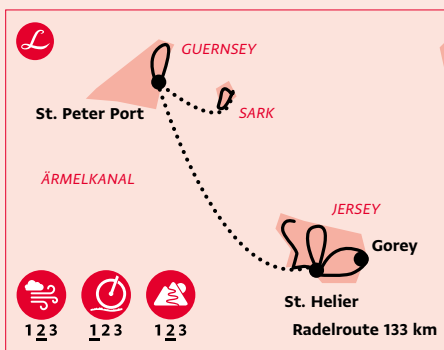 L
GUERNSEY
St. Peter Port
SARK
ÄRMELKANAL
JERSEY
Gorey
St. Helier
1 2 3
1 2 3
1 2 3
Radelroute 133 km